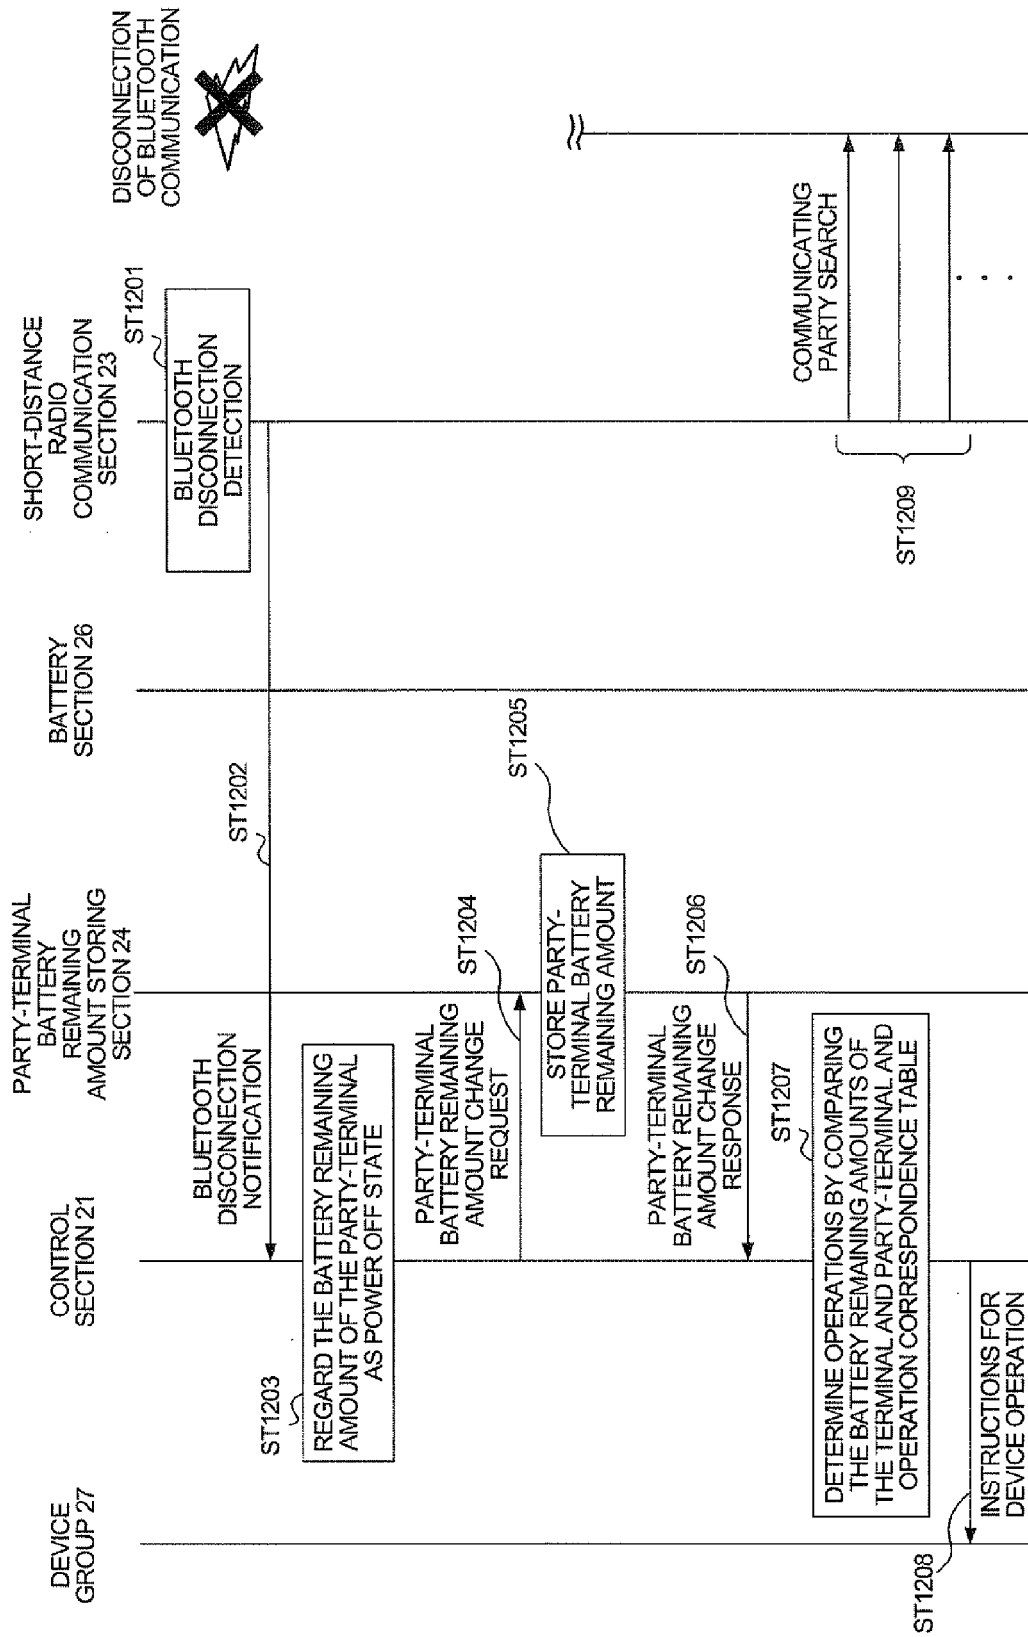 DEVICE
GROUP 27
CONTROL
SECTION 21
PARTY-TERMINAL
BATTERY
REMAINING
AMOUNT STORING
SECTION 24
BATTERY
SECTION 26
SHORT-DISTANCE
RADIO
COMMUNICATION
SECTION 23
DISCONNECTION
OF BLUETOOTH
COMMUNICATION
ST1201
BLUETOOTH
DISCONNECTION
DETECTION
ST1202
BLUETOOTH
DISCONNECTION
NOTIFICATION
ST1203
REGARD THE BATTERY REMAINING
AMOUNT OF THE PARTY-TERMINAL
AS POWER OFF STATE
ST1204
PARTY-TERMINAL
BATTERY REMAINING
AMOUNT CHANGE
REQUEST
ST1205
STORE PARTY-
TERMINAL BATTERY
REMAINING AMOUNT
ST1206
PARTY-TERMINAL
BATTERY REMAINING
AMOUNT CHANGE
RESPONSE
ST1207
DETERMINE OPERATIONS BY COMPARING
THE BATTERY REMAINING AMOUNTS OF
THE TERMINAL AND PARTY-TERMINAL AND
OPERATION CORRESPONDENCE TABLE
ST1208
INSTRUCTIONS FOR
DEVICE OPERATION
COMMUNICATING
PARTY SEARCH
ST1209
. . .